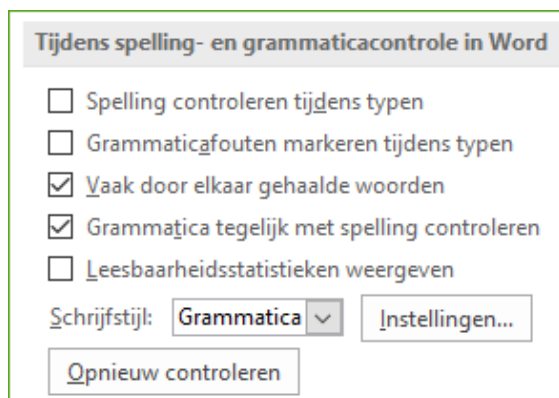 Tijdens spelling- en grammaticacontrole in Word
Spelling controleren tijdens typen
Grammaticafouten markeren tijdens typen
Vaak door elkaar gehaalde woorden
Grammatica tegelijk met spelling controleren
Leesbaarheidsstatistieken weergeven
Schrijfstijl: Grammatica Instellingen...
Opnieuw controleren